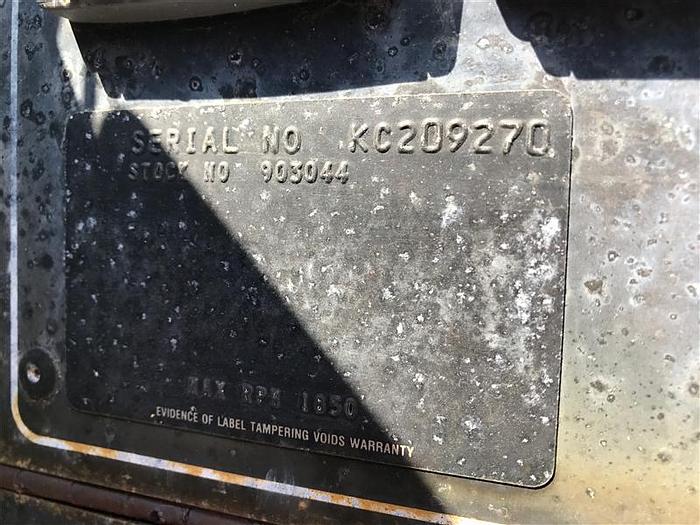 SERIAL NO KC209270
STOCK NO 903044
MAX RPM 1850
EVIDENCE OF LABEL TAMPERING VOIDS WARRANTY